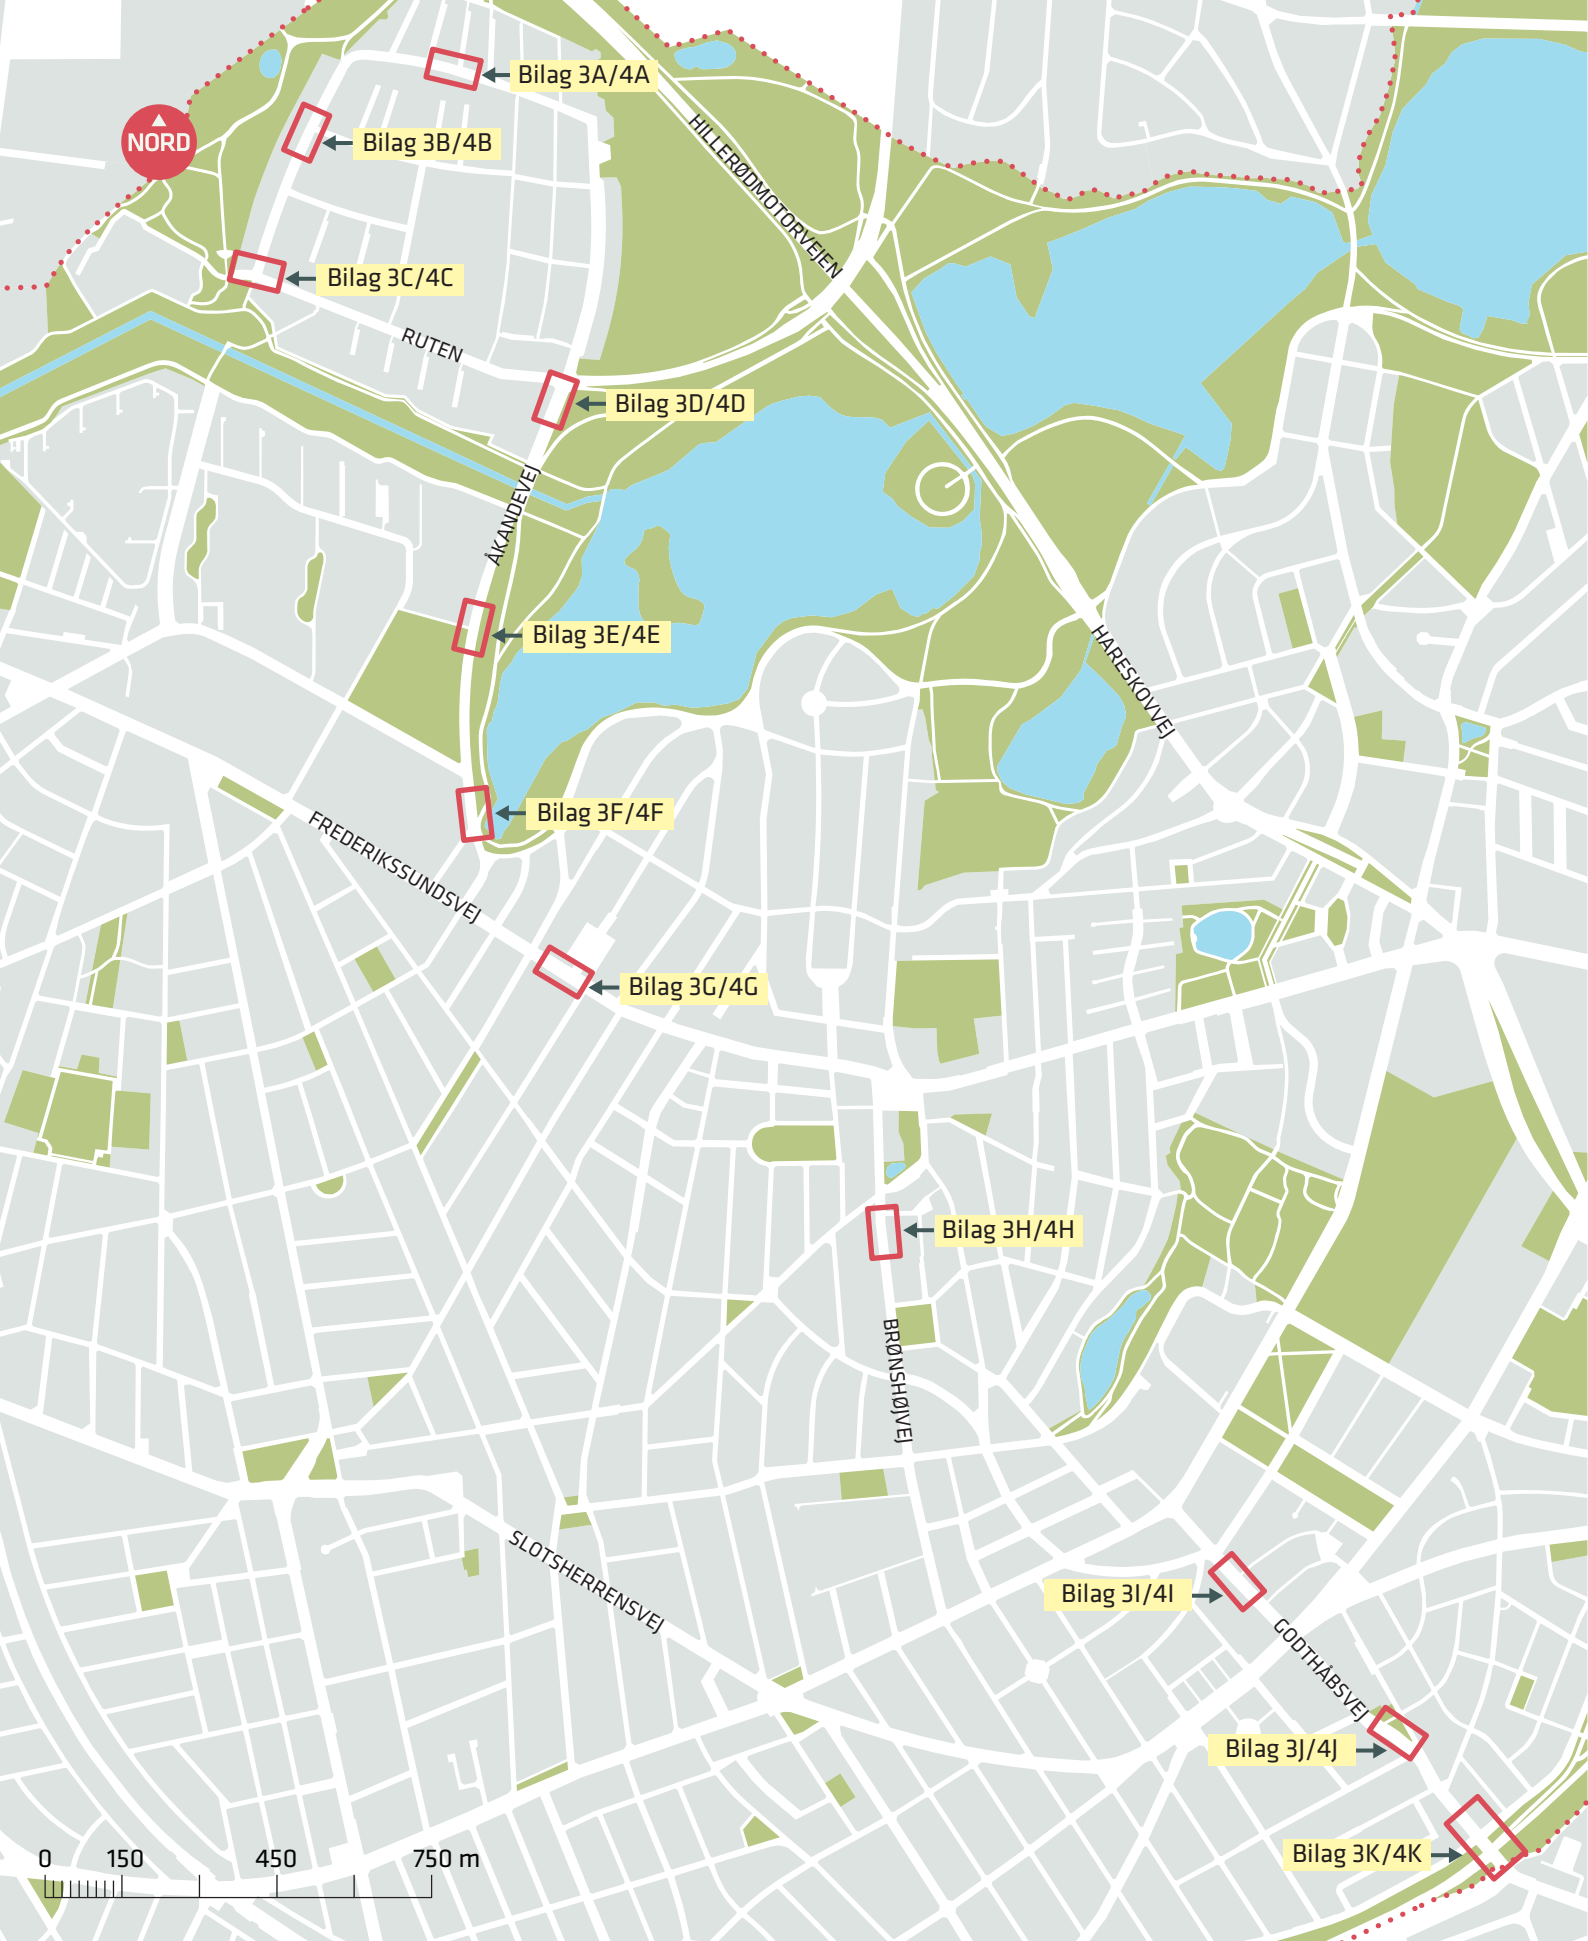 Bilag 3A/4A
NORD
Bilag 3B/4B
HILLERØDMOTORVEJEN
Bilag 3C/4C
RUTEN
Bilag 3D/4D
ÅKANDEVEJ
Bilag 3E/4E
HARESKOVVEJ
Bilag 3F/4F
FREDERIKSSUNDSVEJ
Bilag 3G/4G
Bilag 3H/4H
BRØNSHØJVEJ
SLOTSHERRENSVEJ
Bilag 3I/4I
GODTHÅBSVEJ
Bilag 3J/4J
Bilag 3K/4K
0 150 450 750 m